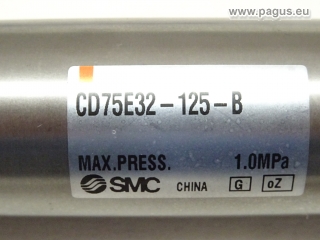 www.pagus.eu
CD75E32-125-B
MAX.PRESS. 1.0MPa
SMC CHINA G oZ